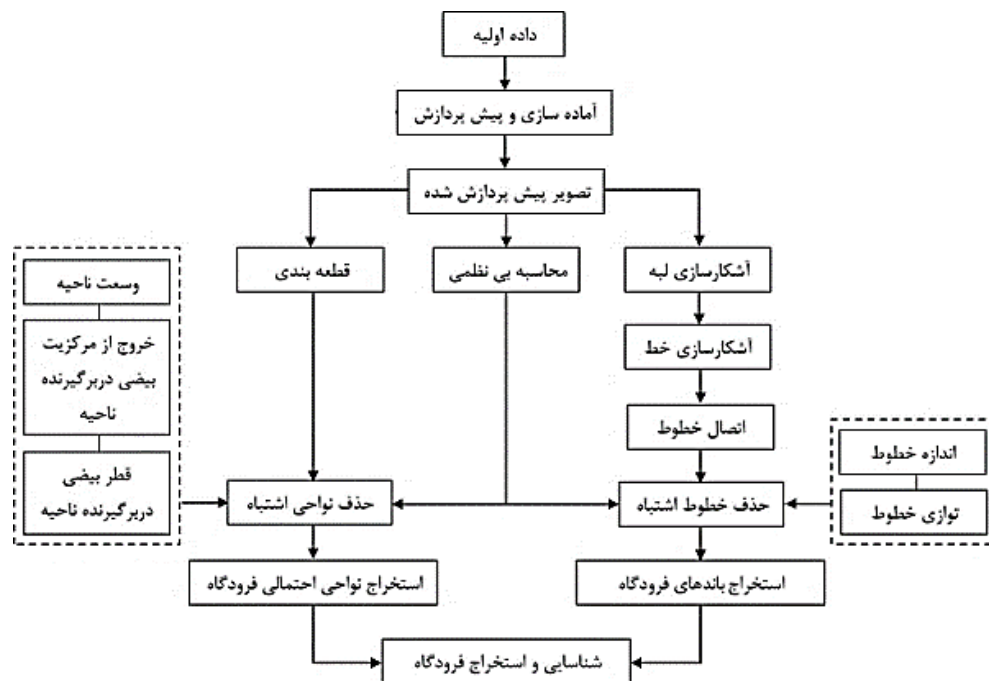 داده اولیه
آماده سازی و پیش پردازش
تصویر پیش پردازش شده
آشکارسازی لبه
محاسبه بی نظمی
قطعه بندی
وسعت ناحیه
خروج از مرکزیت
بیضی دربرگیرنده
ناحیه
قطر بیضی
دربرگیرنده ناحیه
آشکارسازی خط
اتصال خطوط
اندازه خطوط
توازی خطوط
حذف خطوط اشتباه
حذف نواحی اشتباه
استخراج باندهای فرودگاه
استخراج نواحی احتمالی فرودگاه
شناسایی و استخراج فرودگاه